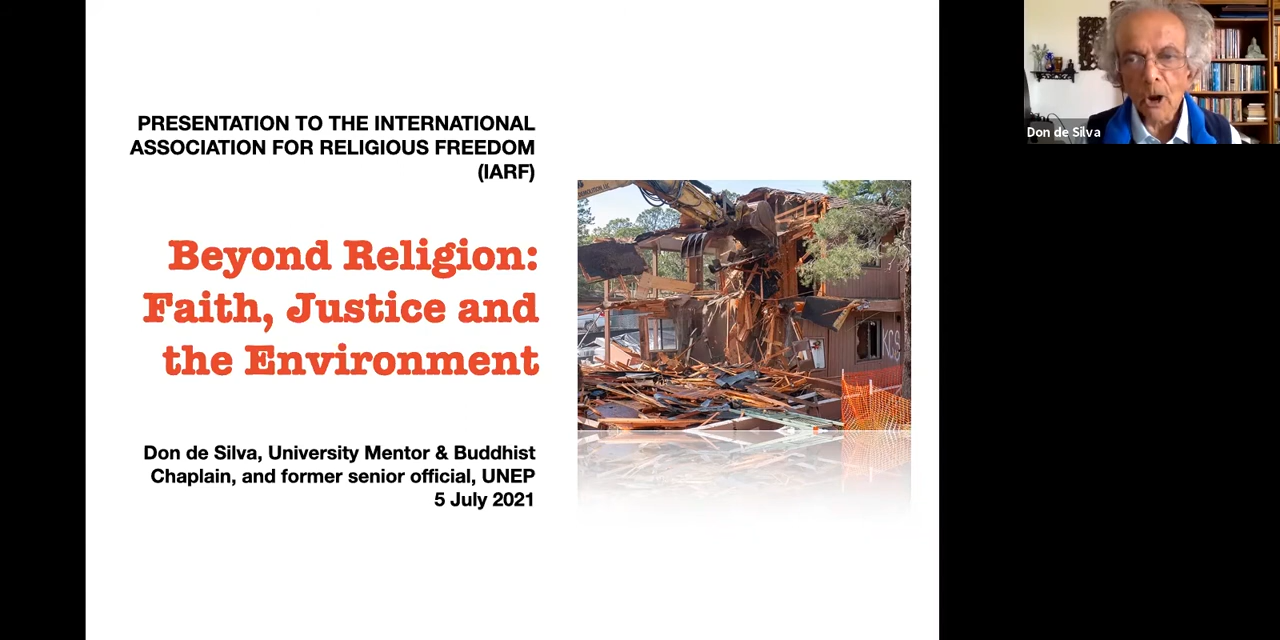 PRESENTATION TO THE INTERNATIONAL
ASSOCIATION FOR RELIGIOUS FREEDOM
(IARF)
Beyond Religion:
Faith, Justice and
the Environment
Don de Silva, University Mentor & Buddhist
Chaplain, and former senior official, UNEP
5 July 2021
KCS
Don de Silva